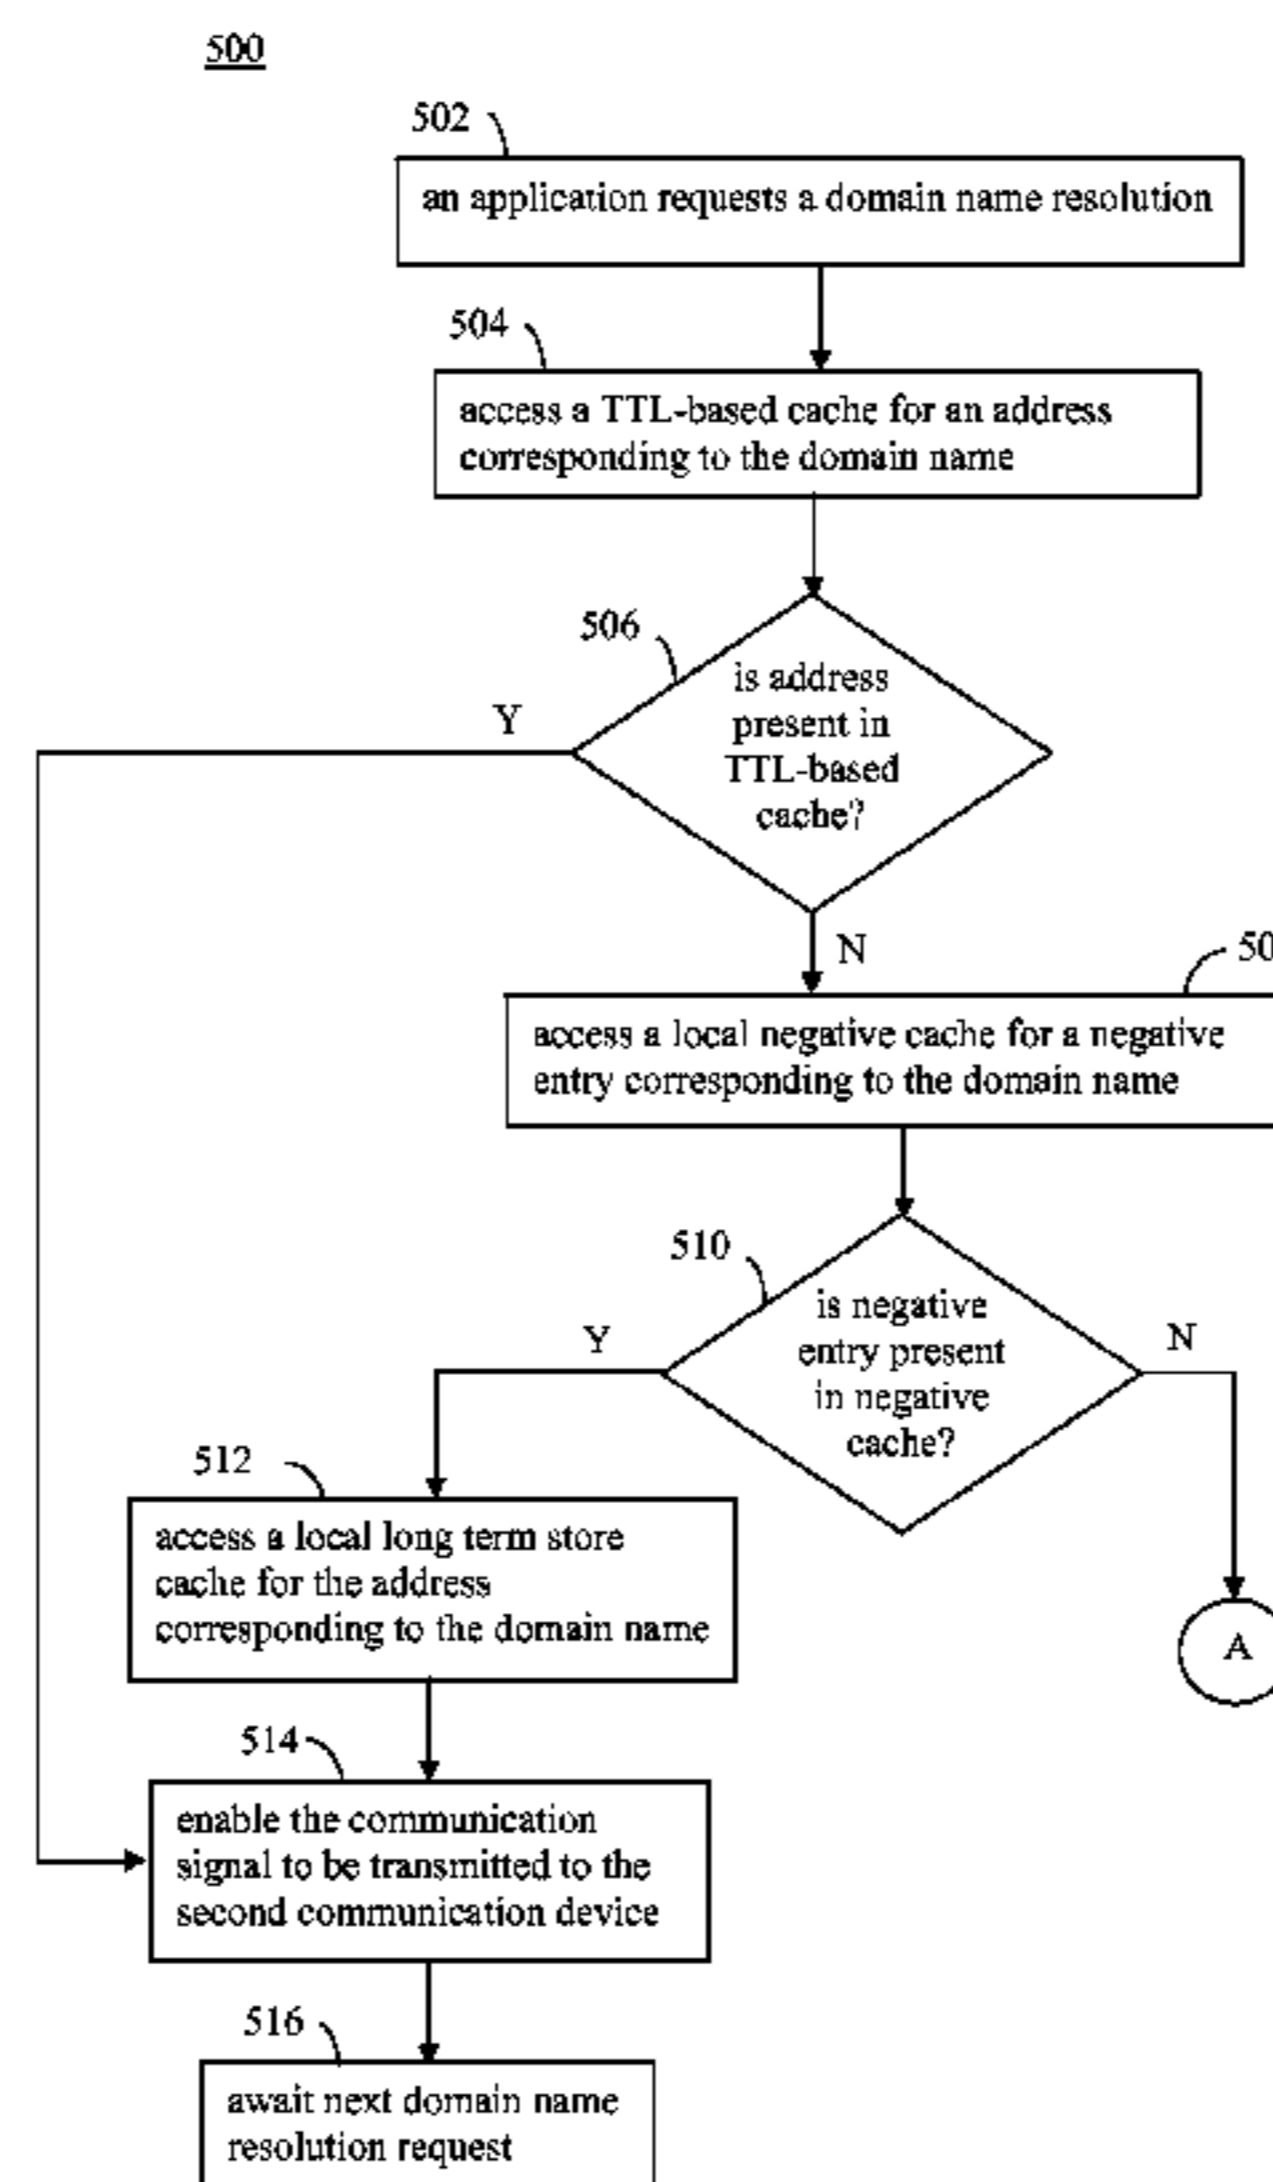 500
502
an application requests a domain name resolution
504
access a TTL-based cache for an address
corresponding to the domain name
506
is address
present in
TTL-based
cache?
Y
N
50
access a local negative cache for a negative
entry corresponding to the domain name
510
is negative
entry present
in negative
cache?
Y
N
512
access a local long term store
cache for the address
corresponding to the domain name
A
514
enable the communication
signal to be transmitted to the
second communication device
516
await next domain name
resolution request